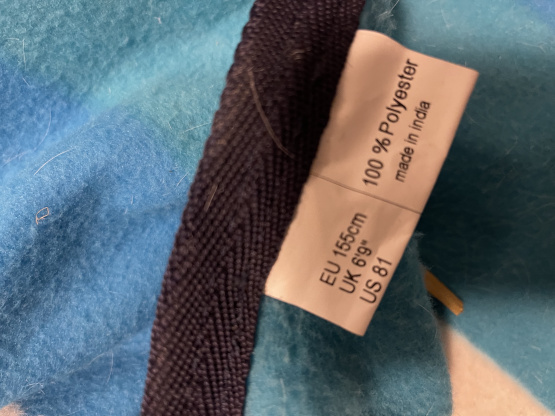 100 % Polyester
made in india
EU 155cm
UK 6'9"
US 81